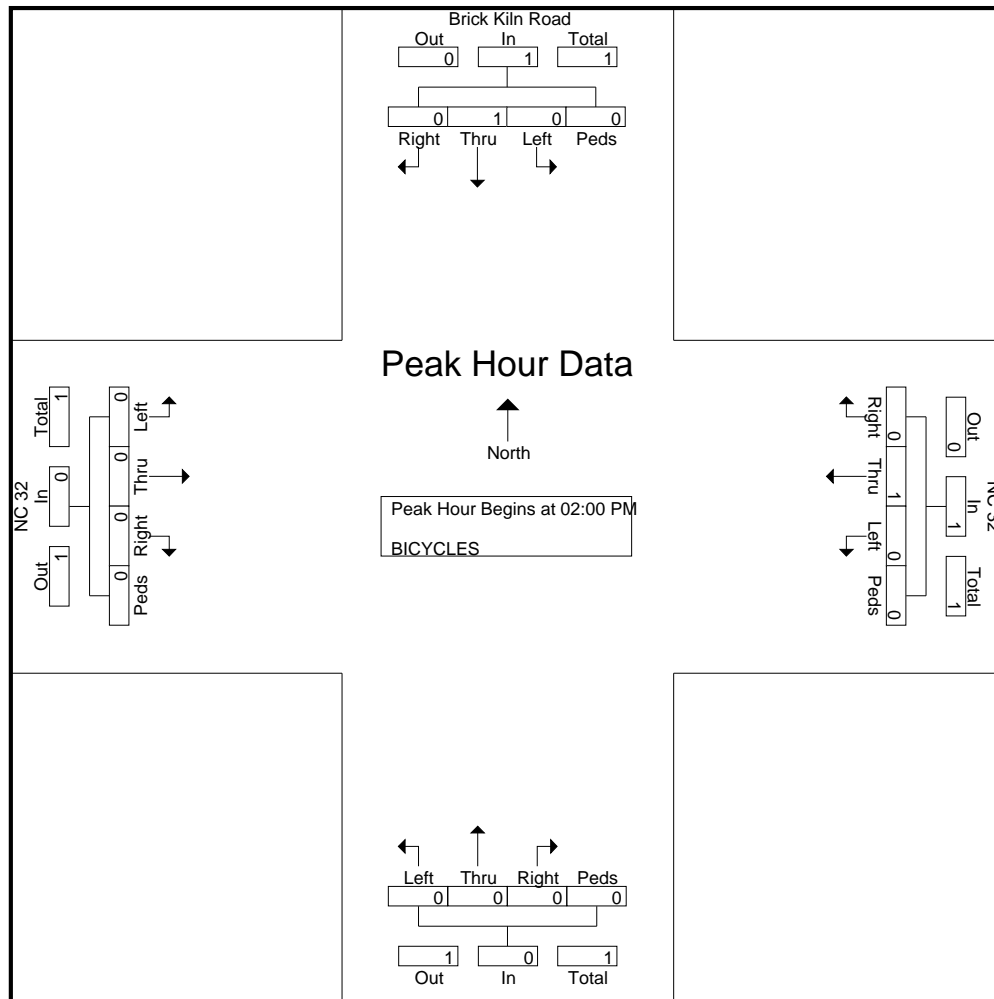 Brick Kiln Road
Out In Total
0 1 1
0 1 0 0
Right Thru Left Peds
Peak Hour Data
North
Peak Hour Begins at 02:00 PM
BICYCLES
NC 32
Out In Total
1 0 1
Left Thru Right Peds
0 0 0 0
NC 32
Out In Total
0 1 1
Right Thru Left Peds
0 1 0 0
Left Thru Right Peds
0 0 0 0
1 0 1
Out In Total